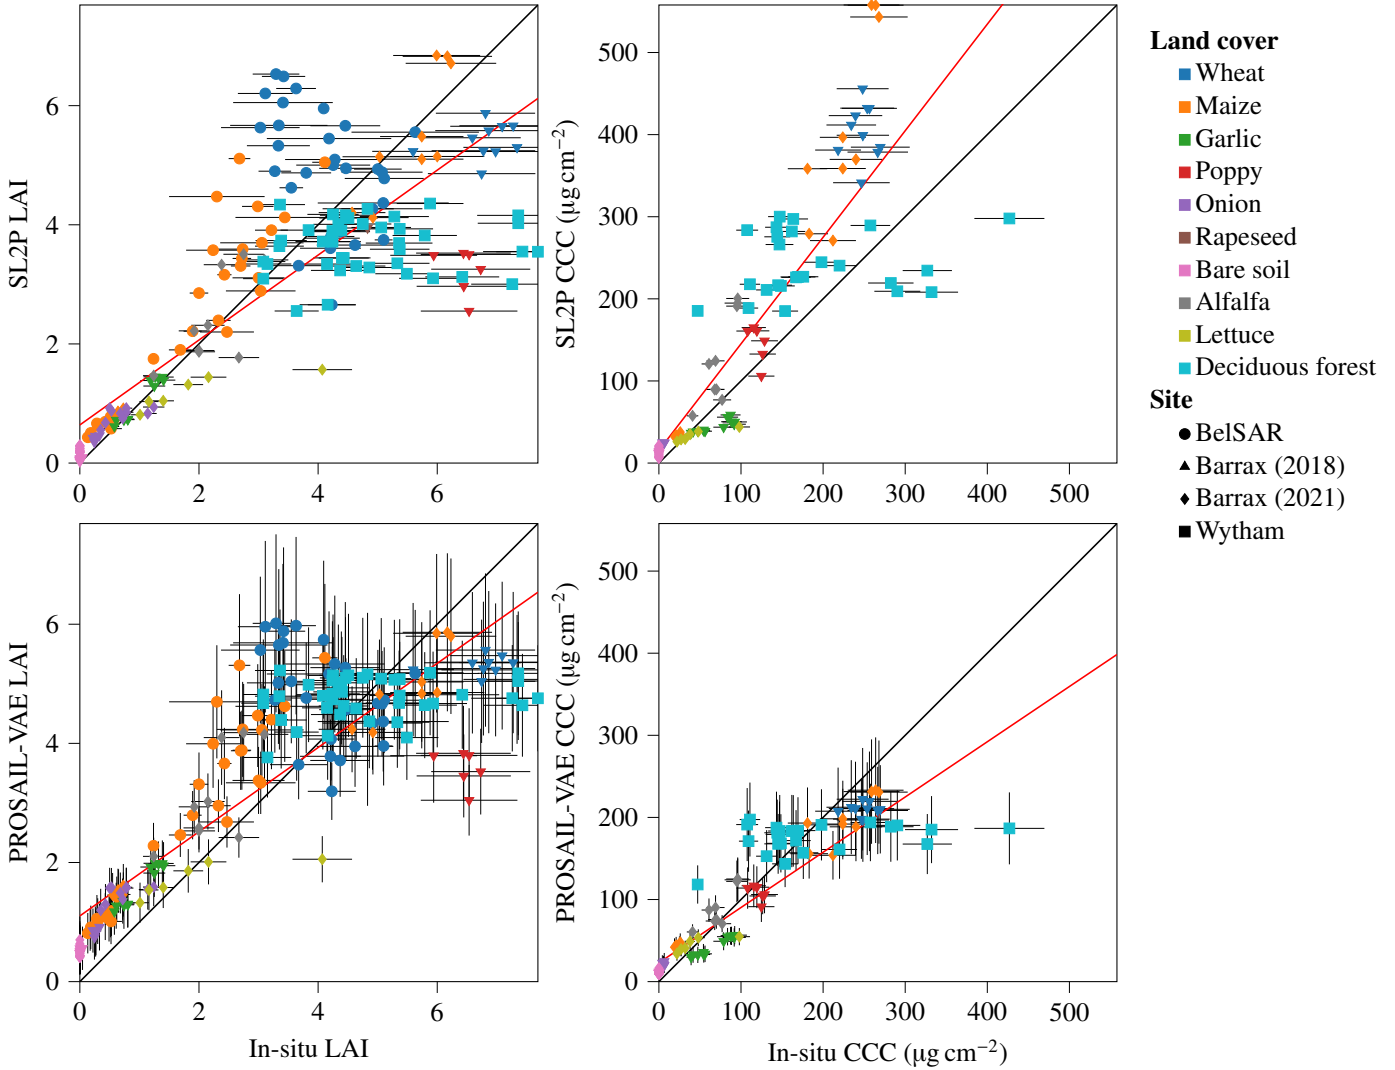 SL2P LAI
6
4
2
0
0
2
4
6
SL2P CCC (µg cm−2)
500
400
300
200
100
0
0
100
200
300
400
500
Land cover
Wheat
Maize
Garlic
Poppy
Onion
Rapeseed
Bare soil
Alfalfa
Lettuce
Deciduous forest
Site
BelSAR
Barrax (2018)
Barrax (2021)
Wytham
PROSAIL-VAE LAI
6
4
2
0
0
2
4
6
In-situ LAI
PROSAIL-VAE CCC (µg cm−2)
500
400
300
200
100
0
0
100
200
300
400
500
In-situ CCC (µg cm−2)